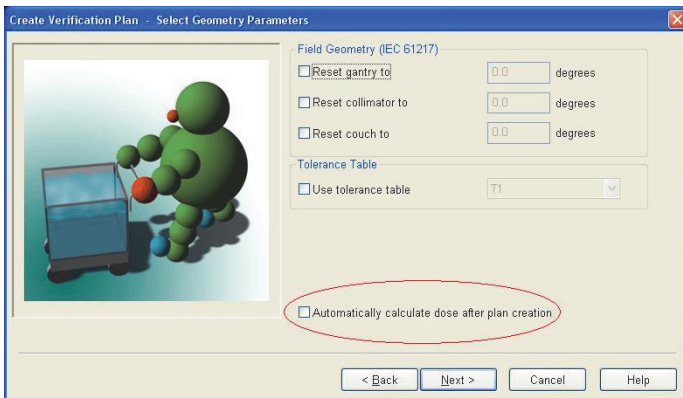 Create Verification Plan - Select Geometry Parameters
Field Geometry (IEC 61217)
Reset gantry to 0.0 degrees
Reset collimator to 0.0 degrees
Reset couch to 0.0 degrees
Tolerance Table
Use tolerance table T1
Automatically calculate dose after plan creation
< Back Next > Cancel Help